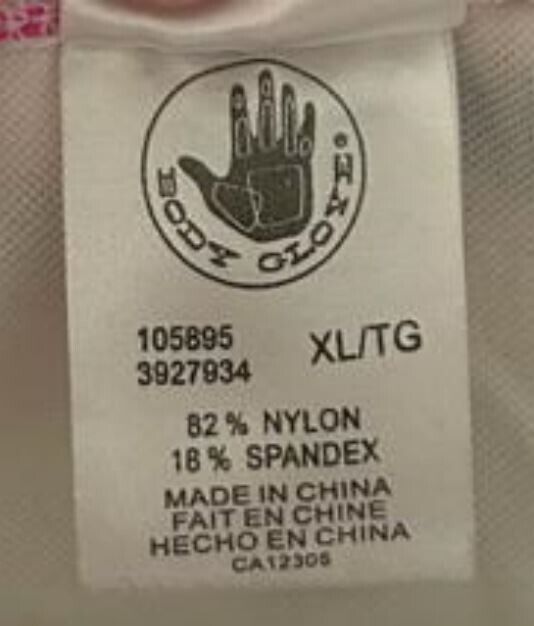 BODY GLOVE®
105895
3927934
XL/TG
82% NYLON
18% SPANDEX
MADE IN CHINA
FAIT EN CHINE
HECHO EN CHINA
CA12305